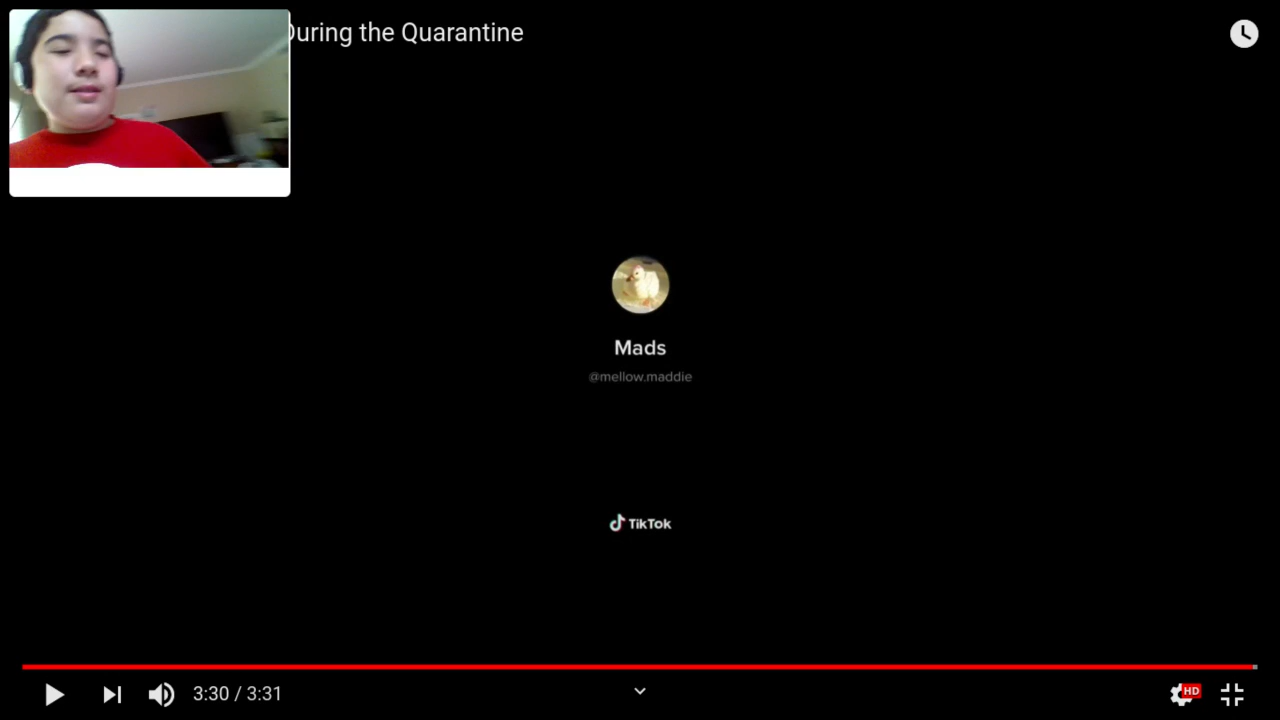 During the Quarantine
Mads
@mellow.maddie
TikTok
3:30 / 3:31
HD